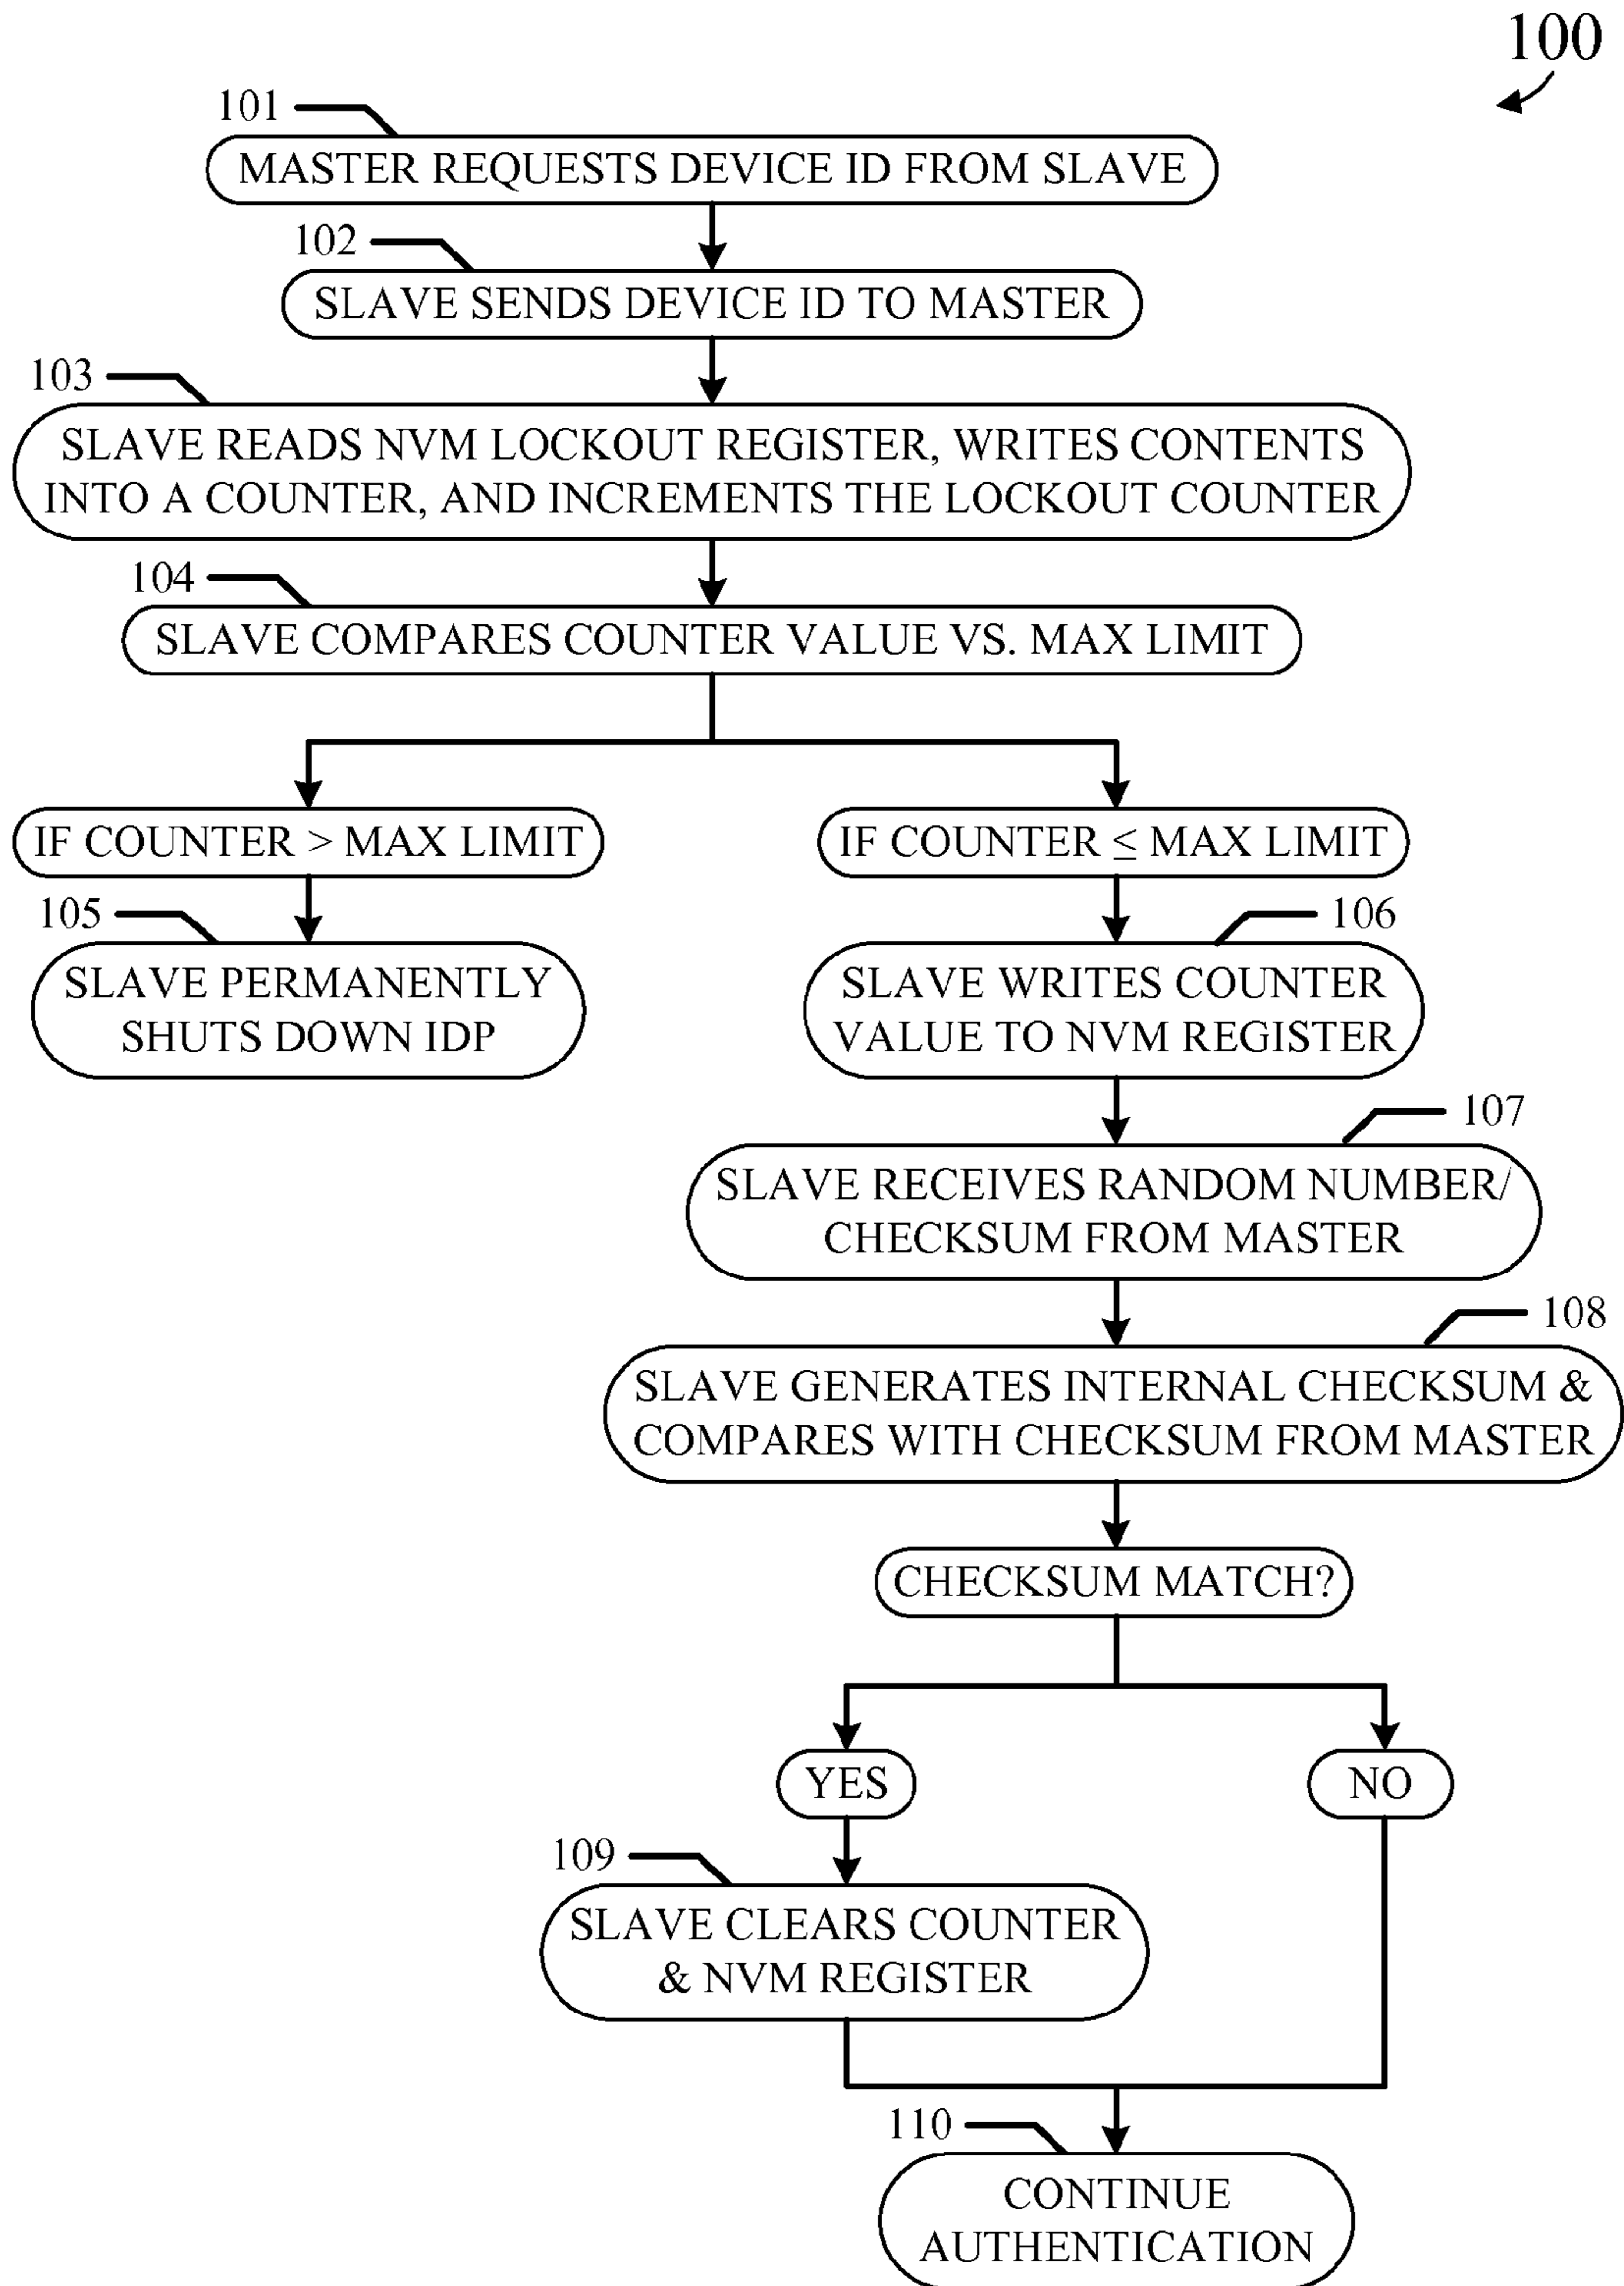 100
101
MASTER REQUESTS DEVICE ID FROM SLAVE
102
SLAVE SENDS DEVICE ID TO MASTER
103
SLAVE READS NVM LOCKOUT REGISTER, WRITES CONTENTS
INTO A COUNTER, AND INCREMENTS THE LOCKOUT COUNTER
104
SLAVE COMPARES COUNTER VALUE VS. MAX LIMIT
IF COUNTER > MAX LIMIT
IF COUNTER ≤ MAX LIMIT
105
SLAVE PERMANENTLY
SHUTS DOWN IDP
106
SLAVE WRITES COUNTER
VALUE TO NVM REGISTER
107
SLAVE RECEIVES RANDOM NUMBER/
CHECKSUM FROM MASTER
108
SLAVE GENERATES INTERNAL CHECKSUM &
COMPARES WITH CHECKSUM FROM MASTER
CHECKSUM MATCH?
YES
NO
109
SLAVE CLEARS COUNTER
& NVM REGISTER
110
CONTINUE
AUTHENTICATION